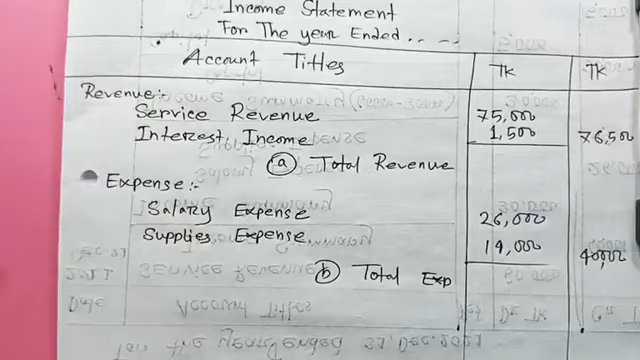 Income Statement
For The year Ended.. .. ..
Account Titles Tk Tk
Revenue:-
Service Revenue 75,000
Interest Income 1,500 76,500
(a) Total Revenue
Expense:-
Salary Expense 26,000
Supplies Expense 14,000 40,000
(b) Total Exp